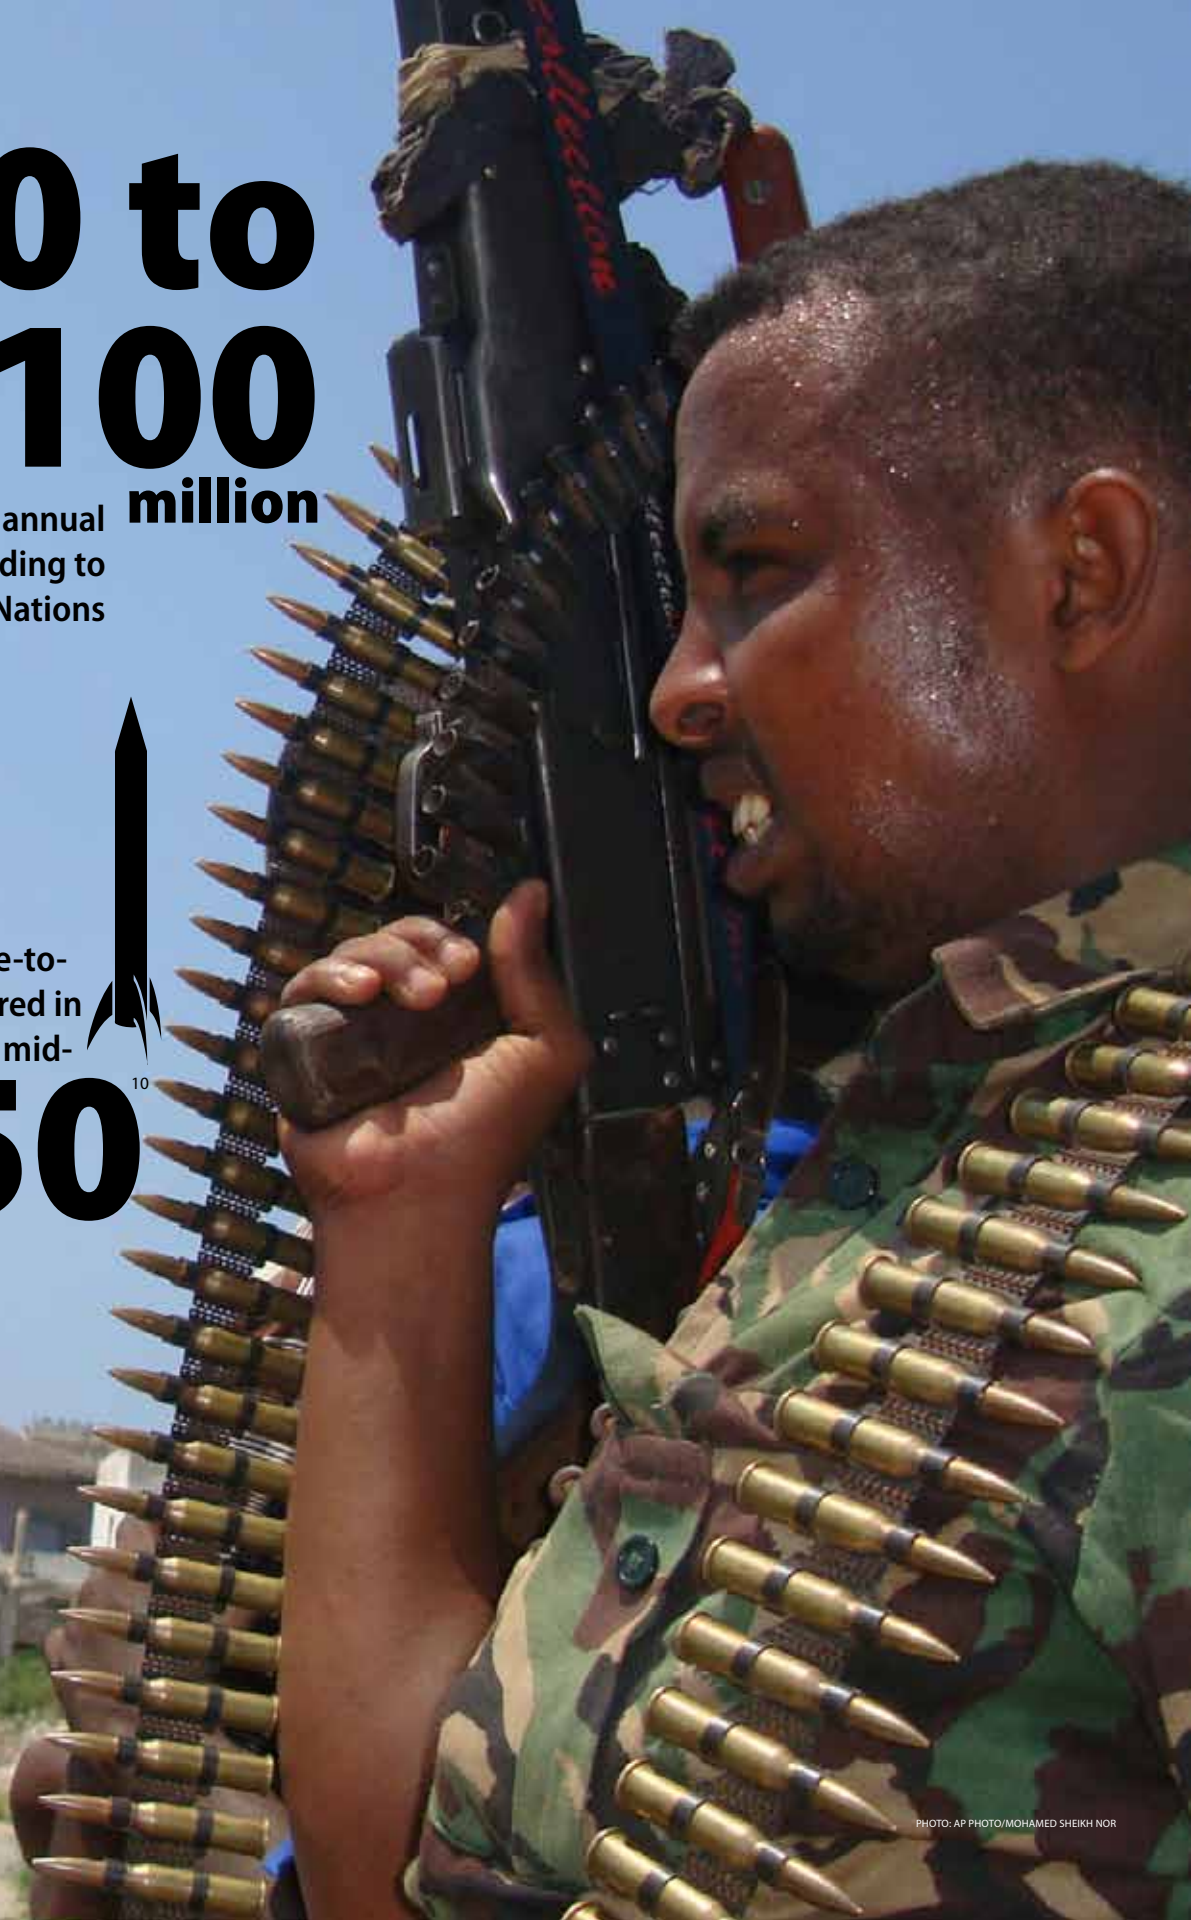 0 to
100
million
annual
ding to
Nations
e-to-
red in
mid-
50
10
PHOTO: AP PHOTO/MOHAMED SHEIKH NOR